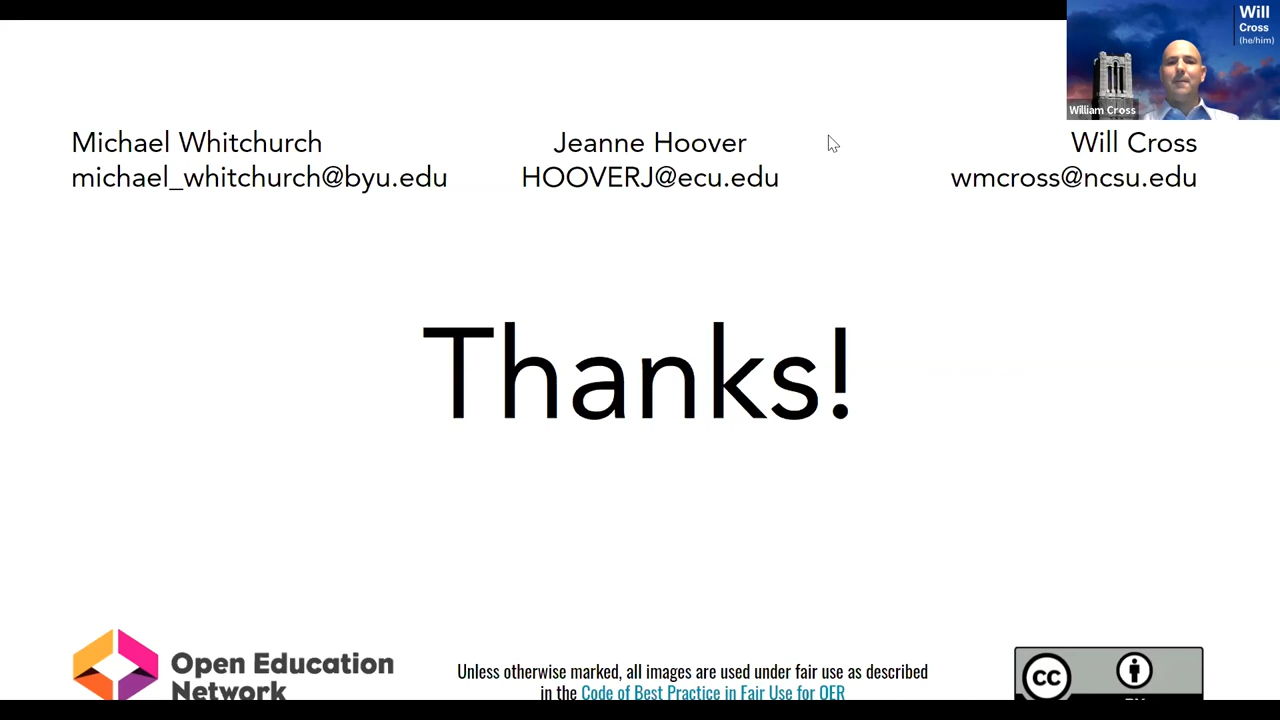 Will
Cross
(he/him)
William Cross
Michael Whitchurch
michael_whitchurch@byu.edu
Jeanne Hoover
HOOVERJ@ecu.edu
Will Cross
wmcross@ncsu.edu
Thanks!
Open Education
Network
Unless otherwise marked, all images are used under fair use as described
in the Code of Best Practice in Fair Use for OER
CC